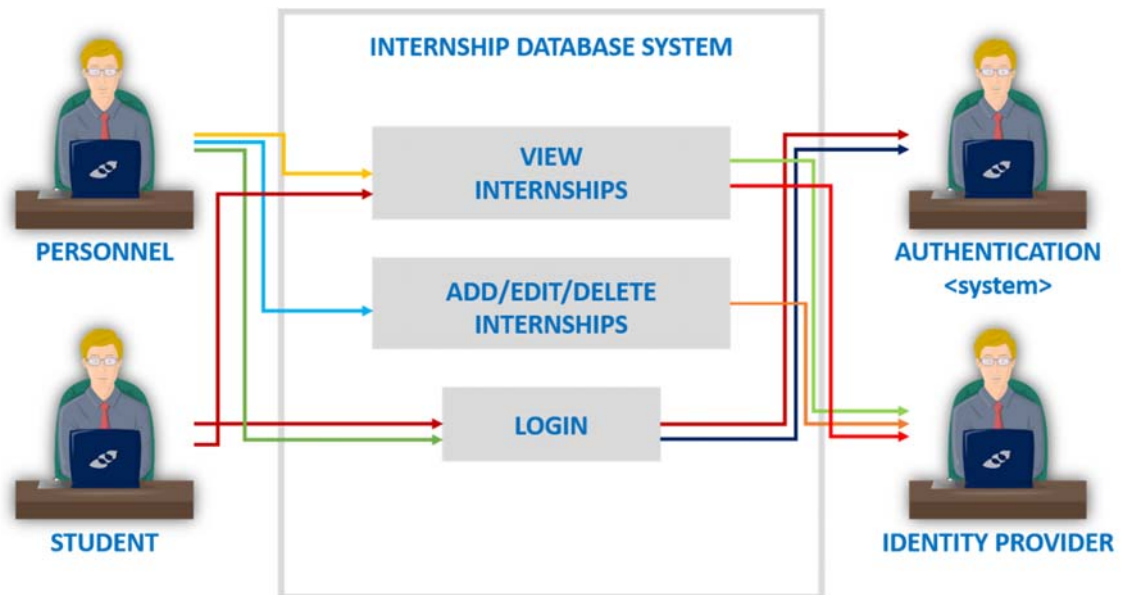 INTERNSHIP DATABASE SYSTEM
PERSONNEL
VIEW
INTERNSHIPS
AUTHENTICATION
<system>
ADD/EDIT/DELETE
INTERNSHIPS
LOGIN
STUDENT
IDENTITY PROVIDER